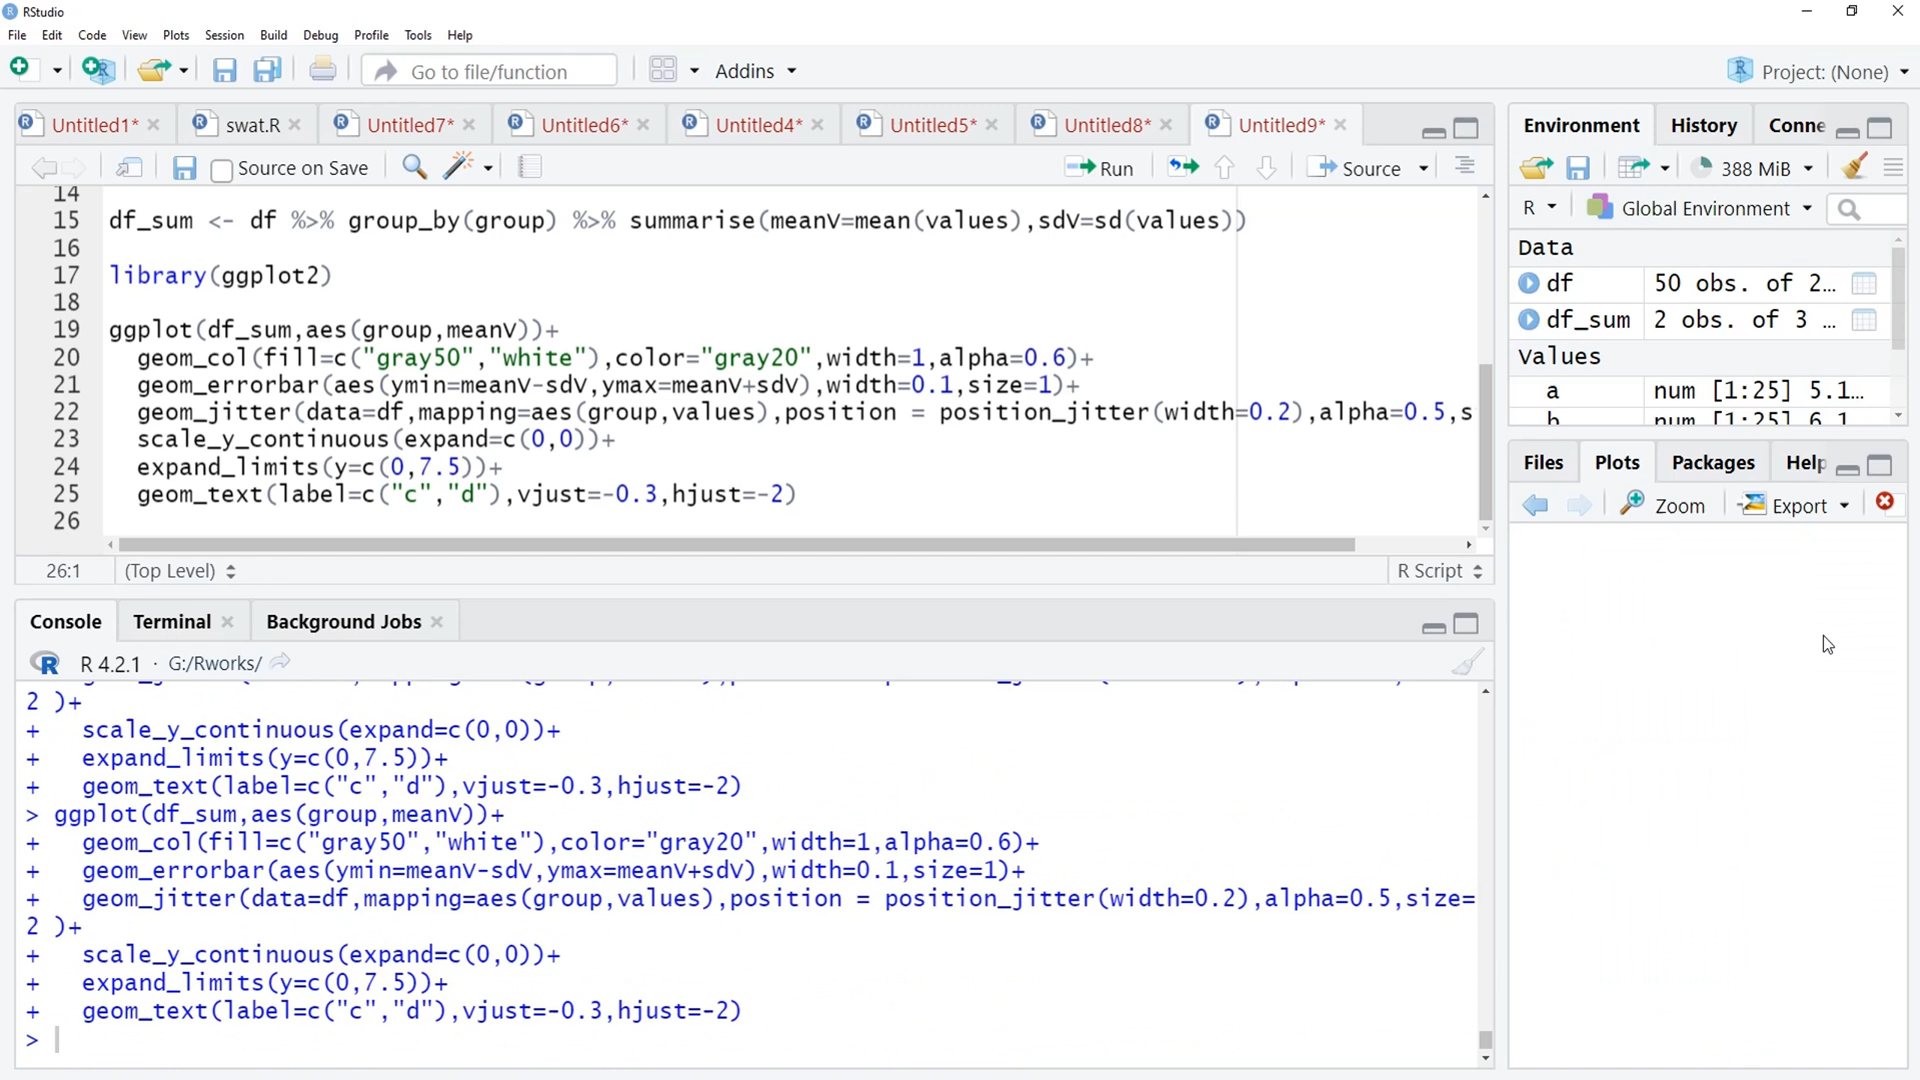 RStudio
File Edit Code View Plots Session Build Debug Profile Tools Help
Go to file/function Addins Project: (None)
Untitled1* swat.R Untitled7* Untitled6* Untitled4* Untitled5* Untitled8* Untitled9*
Source on Save Run Source
14
15 df_sum <- df %>% group_by(group) %>% summarise(meanV=mean(values),sdV=sd(values))
16
17 library(ggplot2)
18
19 ggplot(df_sum,aes(group,meanV))+
20 geom_col(fill=c("gray50","white"),color="gray20",width=1,alpha=0.6)+
21 geom_errorbar(aes(ymin=meanV-sdV,ymax=meanV+sdV),width=0.1,size=1)+
22 geom_jitter(data=df,mapping=aes(group,values),position = position_jitter(width=0.2),alpha=0.5,s
23 scale_y_continuous(expand=c(0,0))+
24 expand_limits(y=c(0,7.5))+
25 geom_text(label=c("c","d"),vjust=-0.3,hjust=-2)
26
26:1 (Top Level) R Script
Console Terminal Background Jobs
R 4.2.1 · G:/Rworks/
2 )+
+ scale_y_continuous(expand=c(0,0))+
+ expand_limits(y=c(0,7.5))+
+ geom_text(label=c("c","d"),vjust=-0.3,hjust=-2)
> ggplot(df_sum,aes(group,meanV))+
+ geom_col(fill=c("gray50","white"),color="gray20",width=1,alpha=0.6)+
+ geom_errorbar(aes(ymin=meanV-sdV,ymax=meanV+sdV),width=0.1,size=1)+
+ geom_jitter(data=df,mapping=aes(group,values),position = position_jitter(width=0.2),alpha=0.5,size=
2 )+
+ scale_y_continuous(expand=c(0,0))+
+ expand_limits(y=c(0,7.5))+
+ geom_text(label=c("c","d"),vjust=-0.3,hjust=-2)
>
Environment History Conne
388 MiB
R Global Environment
Data
df 50 obs. of 2...
df_sum 2 obs. of 3 ...
Values
a num [1:25] 5.1...
b num [1:25] 6.1
Files Plots Packages Help
Zoom Export